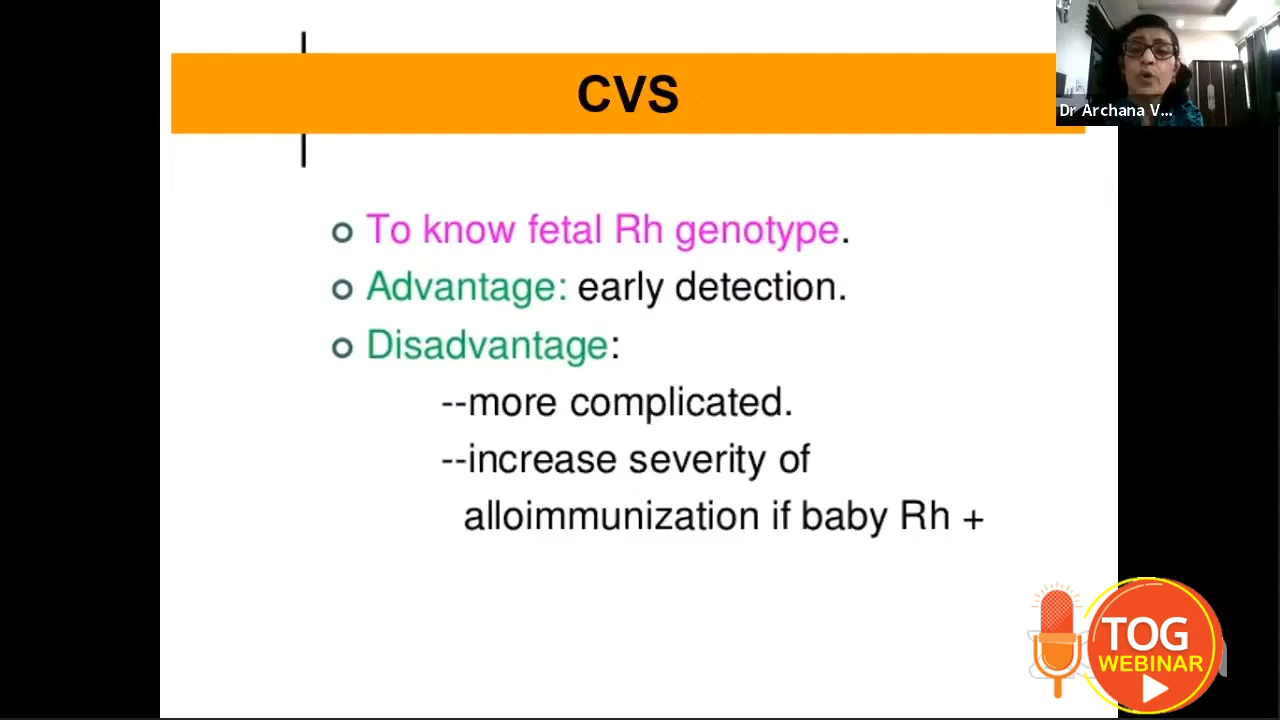 CVS
Dr Archana V...
To know fetal Rh genotype.
Advantage: early detection.
Disadvantage:
--more complicated.
--increase severity of
alloimmunization if baby Rh +
TOG
WEBINAR